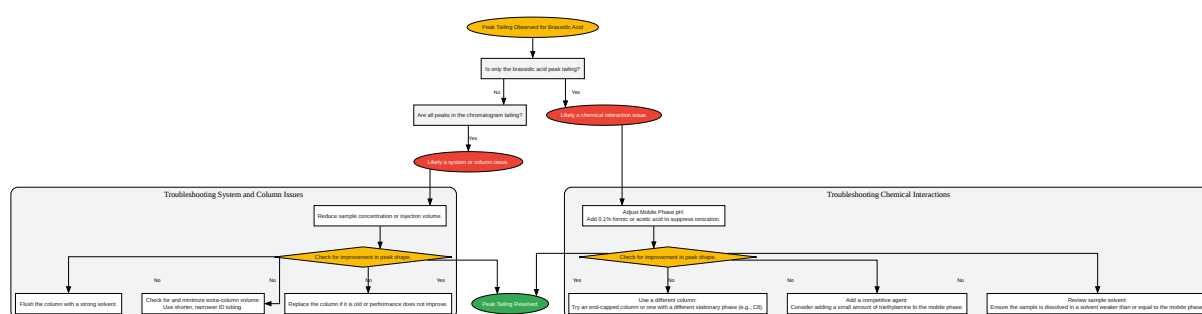 Peak Tailing Observed for Brassidic Acid
Is only the brassidic acid peak tailing?
No
Yes
Are all peaks in the chromatogram tailing?
Likely a chemical interaction issue.
Yes
Likely a system or column issue.
Troubleshooting System and Column Issues
Troubleshooting Chemical Interactions
Reduce sample concentration or injection volume.
Adjust Mobile Phase pH:
Add 0.1% formic or acetic acid to suppress ionization.
Check for improvement in peak shape.
Check for improvement in peak shape.
No
No
No
Yes
Yes
No
No
No
Flush the column with a strong solvent.
Check for and minimize extra-column volume:
Use shorter, narrower ID tubing.
Replace the column if it is old or performance does not improve.
Peak Tailing Resolved
Use a different column:
Try an end-capped column or one with a different stationary phase (e.g., C8).
Add a competitive agent:
Consider adding a small amount of triethylamine to the mobile phase.
Review sample solvent:
Ensure the sample is dissolved in a solvent weaker than or equal to the mobile phase